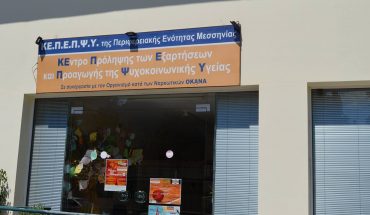 ΚΕ.Π.Ε.Π.Ψ.Υ. της Περιφερειακής Ενότητας Μεσσηνίας
ΚΕντρο Πρόληψης των Εξαρτήσεων
και Προαγωγής της Ψυχοκοινωνικής Υγείας
Σε συνεργασία με τον Οργανισμό κατά των Ναρκωτικών ΟΚΑΝΑ